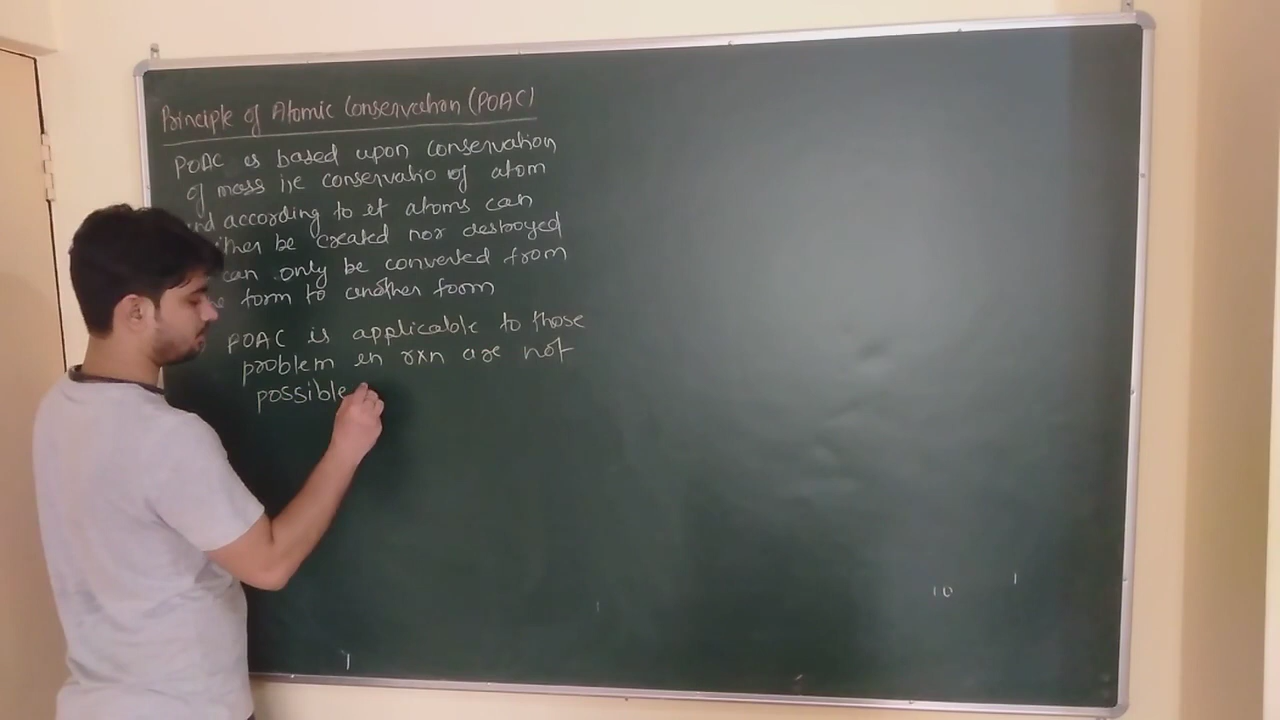 Principle of Atomic Conservation (POAC)
POAC is based upon conservation
of mass i.e conservatio of atom
according to it atoms can
be created nor destroyed
can only be converted from
form to another form
POAC is applicable to those
problem in rxn are not
possible
10
1